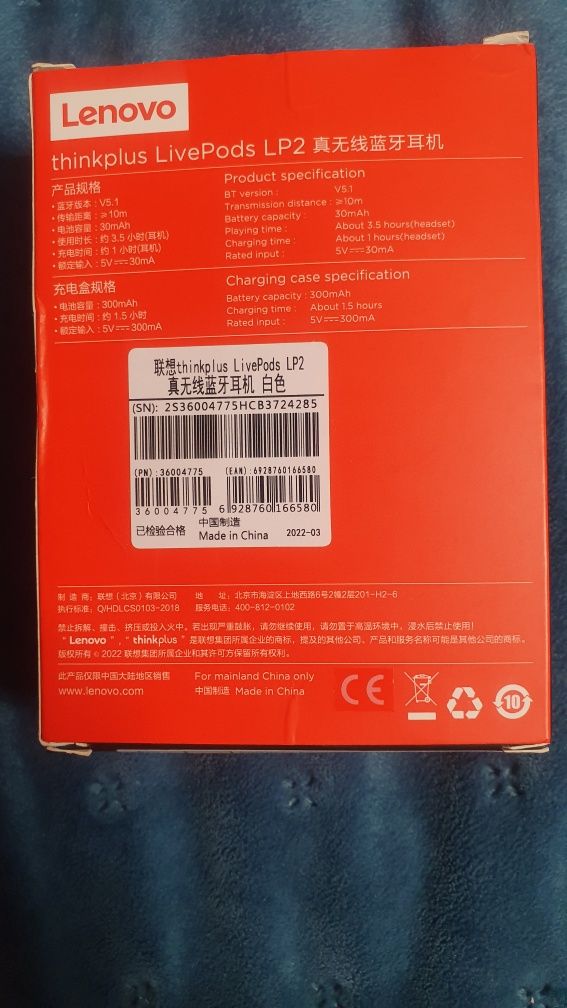 Lenovo
thinkplus LivePods LP2 真无线蓝牙耳机
产品规格
• 蓝牙版本 : V5.1
• 传输距离 : ≥10m
• 电池容量 : 30mAh
• 使用时长 : 约 3.5 小时(耳机)
• 充电时间 : 约 1 小时(耳机)
• 额定输入 : 5V⎓30mA
Product specification
BT version : V5.1
Transmission distance : ≥10m
Battery capacity : 30mAh
Playing time : About 3.5 hours(headset)
Charging time : About 1 hours(headset)
Rated input : 5V⎓30mA
充电盒规格
• 电池容量 : 300mAh
• 充电时间 : 约 1.5 小时
• 额定输入 : 5V⎓300mA
Charging case specification
Battery capacity : 300mAh
Charging time : About 1.5 hours
Rated input : 5V⎓300mA
联想thinkplus LivePods LP2
真无线蓝牙耳机 白色
(SN): 2S36004775HCB3724285
(PN):36004775 (EAN):6928760166580
36004775 6 928760 166580
已检验合格 中国制造
Made in China 2022-03
制 造 商: 联想（北京）有限公司 地 址: 北京市海淀区上地西路6号2幢2层201-H2-6
执行标准: Q/HDLCS0103-2018 服务电话: 400-812-0102
禁止拆解、撞击、挤压或投入火中。若出现严重鼓胀，请勿继续使用，请勿置于高温环境中。浸水后禁止使用！
“ Lenovo ” , “ thinkplus ” 是联想集团所属企业的商标，提及的其他公司、产品和服务名称可能是其他公司的商标。
版权所有 © 2022 联想集团所属企业和其许可方保留所有权利。
此产品仅限中国大陆地区销售 For mainland China only
www.lenovo.com 中国制造 Made in China
CE
10